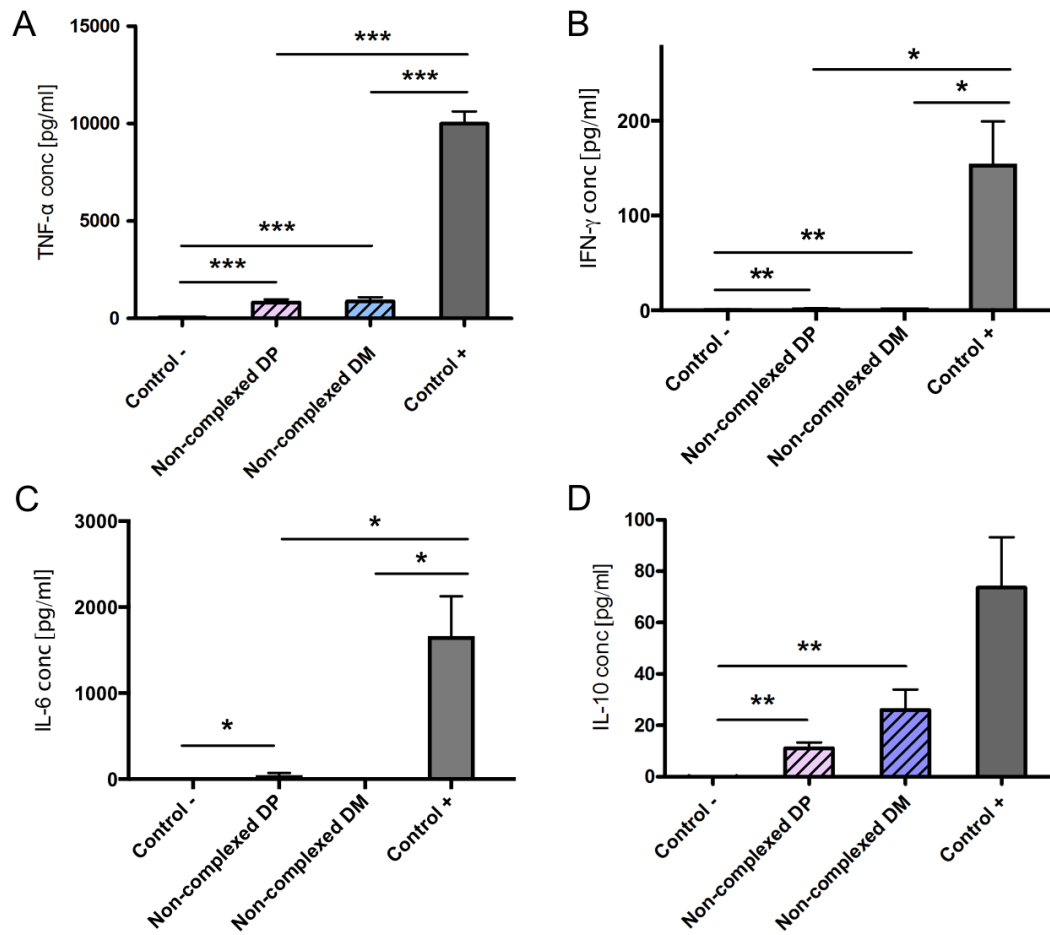 A
TNF-α conc [pg/ml]
15000
10000
5000
0
***
***
***
***
Control -
Non-complexed DP
Non-complexed DM
Control +
B
IFN-γ conc [pg/ml]
200
100
0
*
*
**
**
Control -
Non-complexed DP
Non-complexed DM
Control +
C
IL-6 conc [pg/ml]
3000
2000
1000
0
*
*
*
Control -
Non-complexed DP
Non-complexed DM
Control +
D
IL-10 conc [pg/ml]
100
80
60
40
20
0
**
**
Control -
Non-complexed DP
Non-complexed DM
Control +